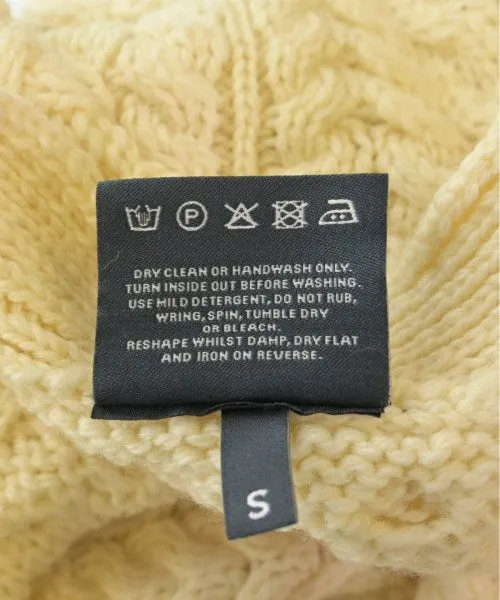 P
DRY CLEAN OR HANDWASH ONLY.
TURN INSIDE OUT BEFORE WASHING.
USE MILD DETERGENT, DO NOT RUB,
WRING, SPIN, TUMBLE DRY
OR BLEACH.
RESHAPE WHILST DAMP, DRY FLAT
AND IRON ON REVERSE.
S